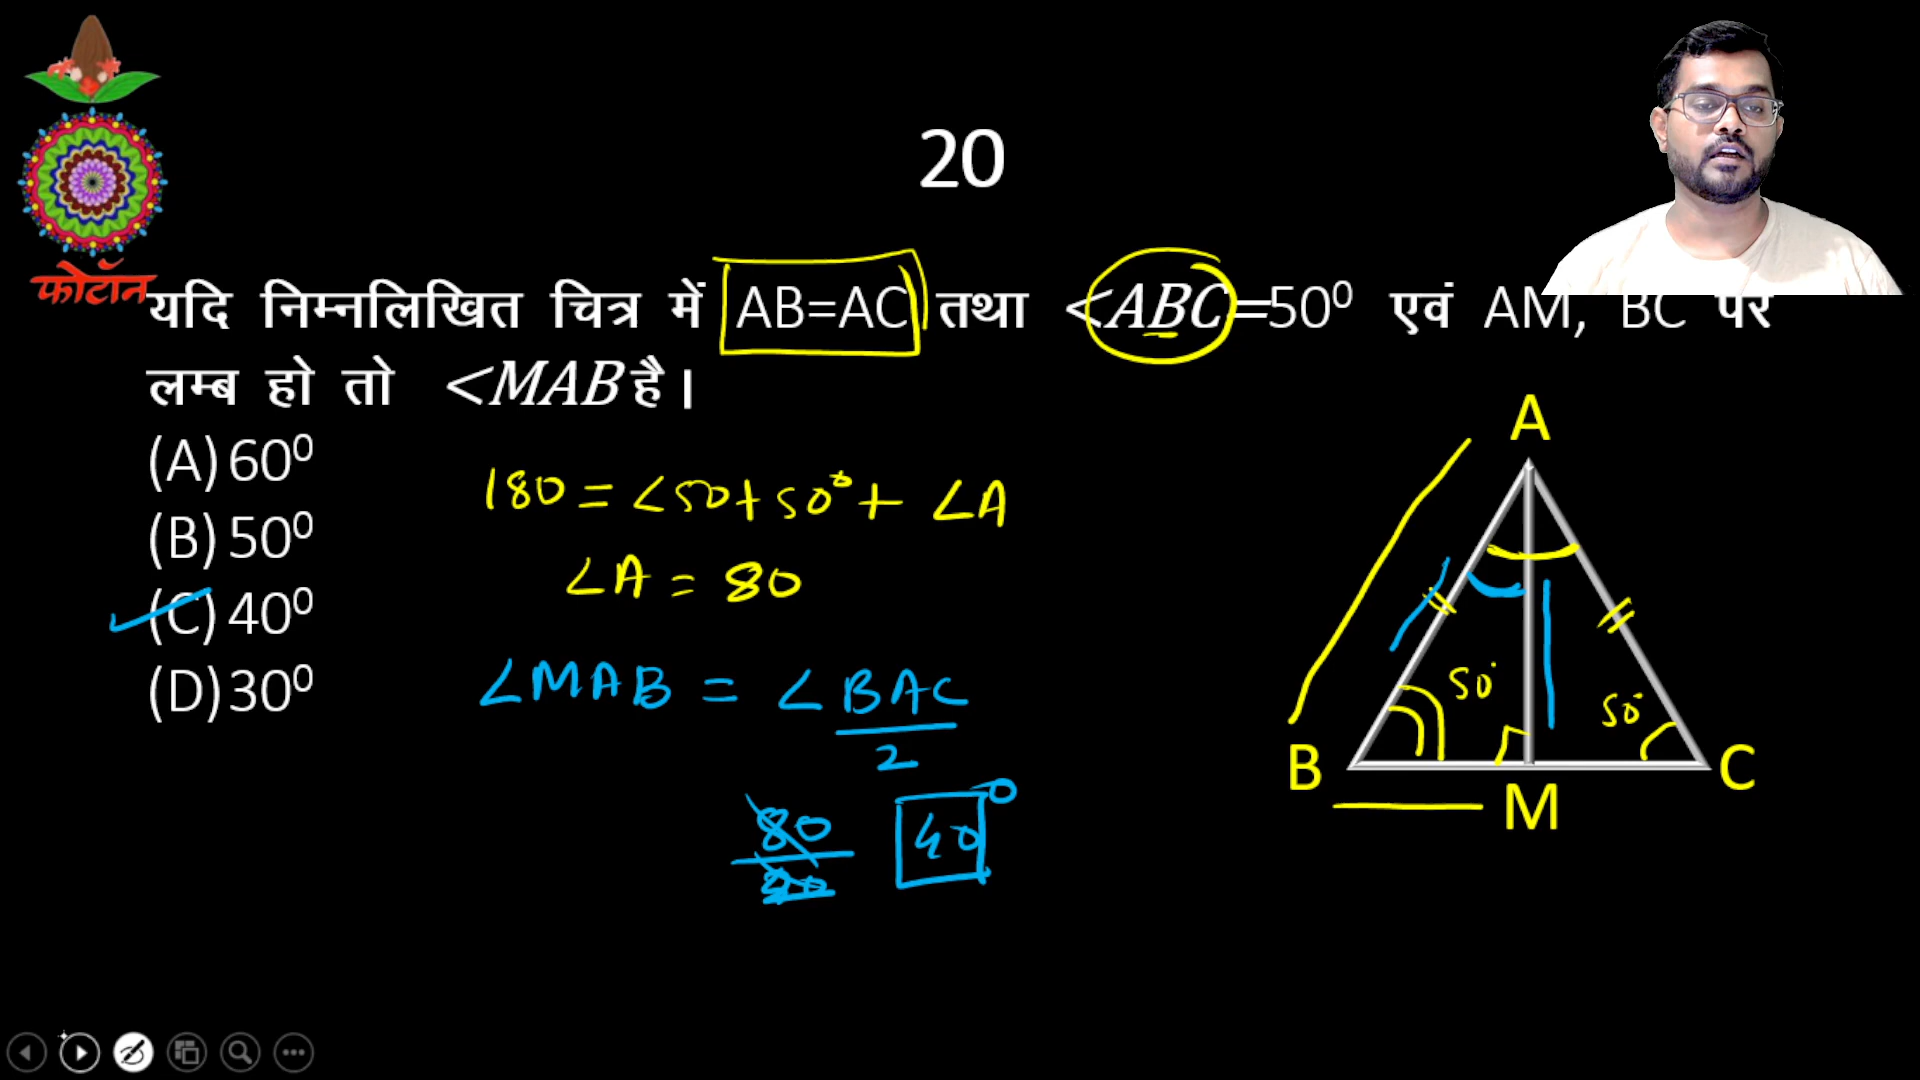 फोटॉन
20
यदि निम्नलिखित चित्र में AB=AC तथा <ABC=50⁰ एवं AM, BC पर
लम्ब हो तो <MAB है।
(A) 60⁰
(B) 50⁰
(C) 40⁰
(D) 30⁰
180 = ∠50 + 50° + ∠A
∠A = 80
∠MAB = ∠BAC
2
80
40°
A
50°
50°
B
C
M